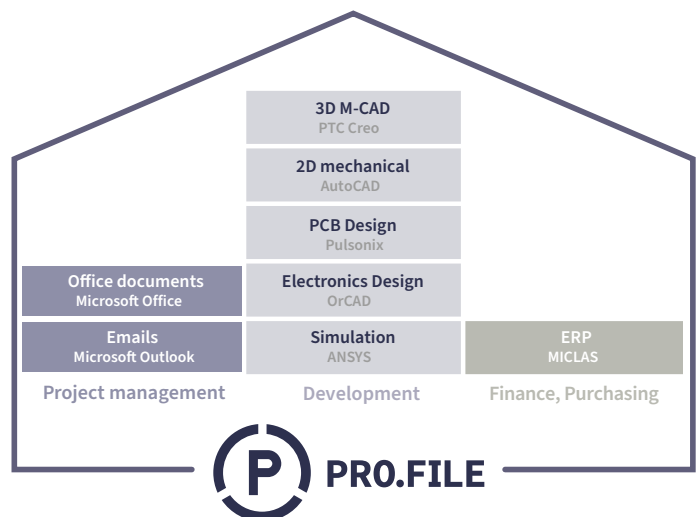 3D M-CAD
PTC Creo
2D mechanical
AutoCAD
PCB Design
Pulsonix
Office documents
Microsoft Office
Electronics Design
OrCAD
Emails
Microsoft Outlook
Simulation
ANSYS
ERP
MICLAS
Project management
Development
Finance, Purchasing
P
PRO.FILE